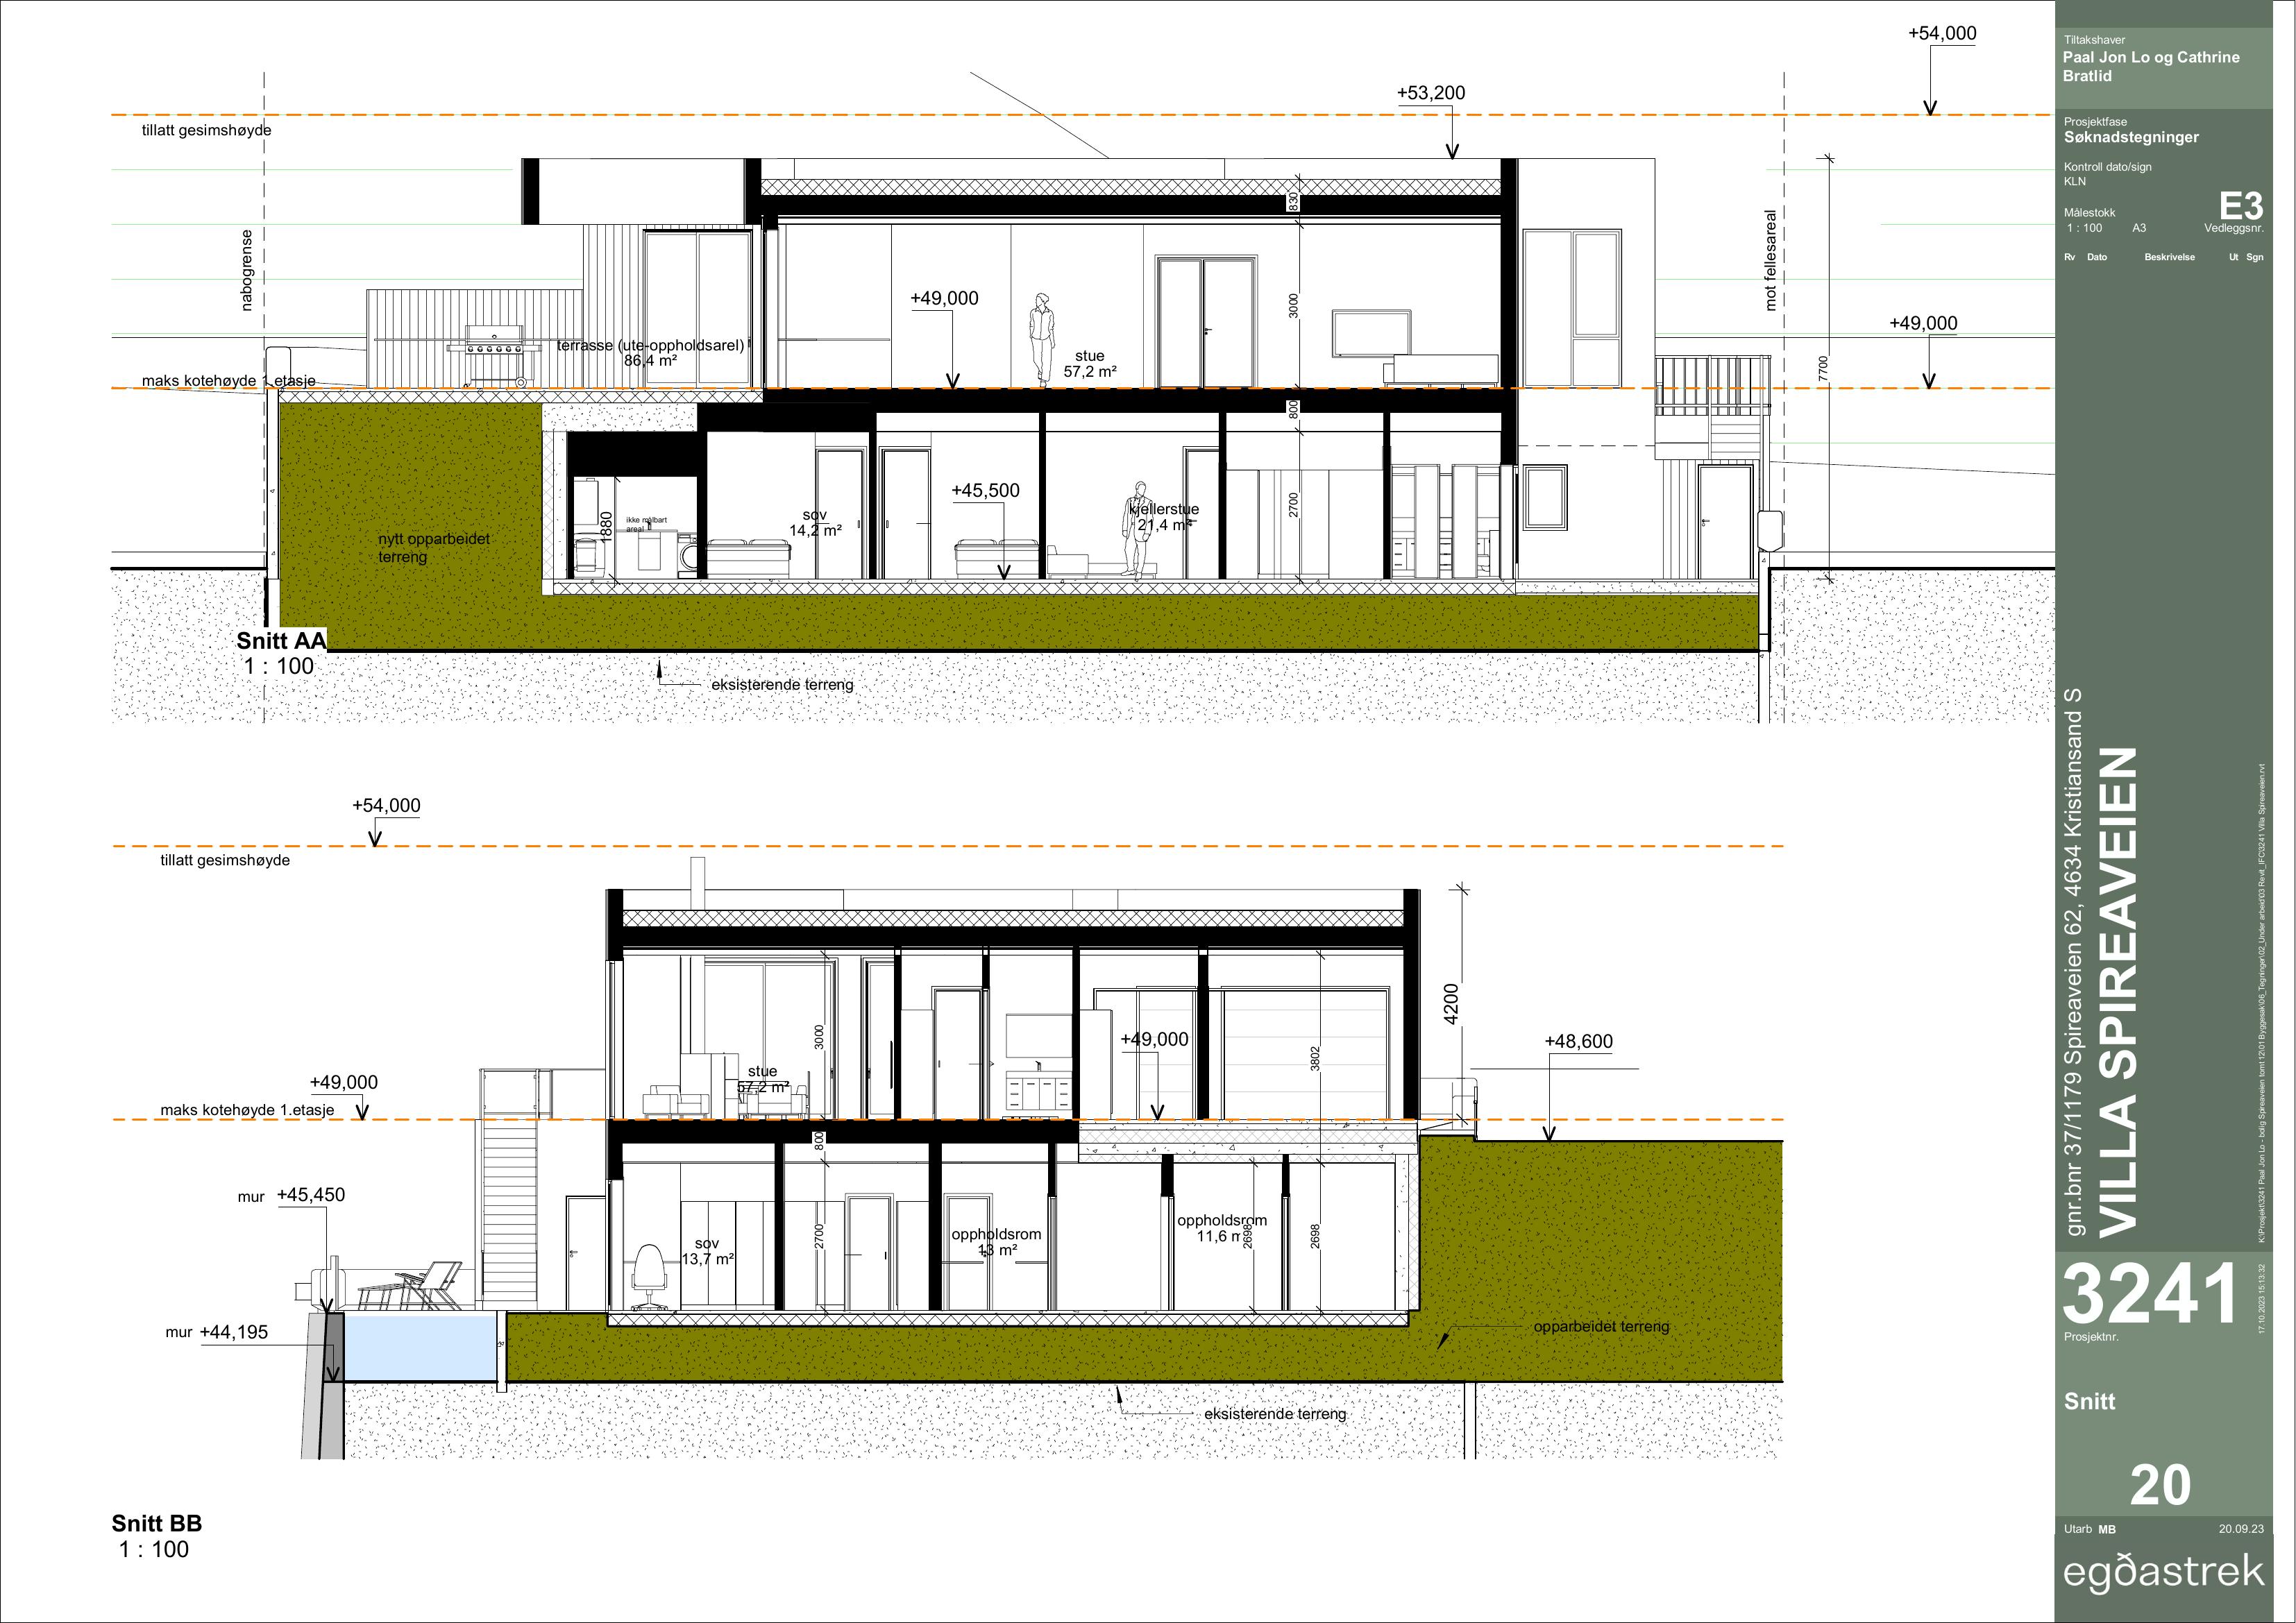 +54,000
+53,200
tillatt gesimshøyde
830
nabogrense
mot fellesareal
+49,000
3000
+49,000
terrasse (ute-oppholdsarel)
86,4 m²
stue
57,2 m²
7700
maks kotehøyde 1.etasje
800
+45,500
2700
sov
14,2 m²
kjellerstue
21,4 m²
1880
ikke målbart
areal
nytt opparbeidet
terreng
Snitt AA
1 : 100
eksisterende terreng
+54,000
tillatt gesimshøyde
4200
3000
+49,000
3802
+48,600
stue
57,2 m²
+49,000
maks kotehøyde 1.etasje
800
mur +45,450
oppholdsrom
11,6 m
2698
2698
2700
oppholdsrom
13 m²
sov
13,7 m²
mur +44,195
opparbeidet terreng
eksisterende terreng
Snitt BB
1 : 100
Tiltakshaver
Paal Jon Lo og Cathrine
Bratlid
Prosjektfase
Søknadstegninger
Kontroll dato/sign
KLN
E3
Målestokk
1 : 100 A3 Vedleggsnr.
Rv Dato Beskrivelse Ut Sgn
gnr.bnr 37/1179 Spireaveien 62, 4634 Kristiansand S
VILLA SPIREAVEIEN
K:\Prosjekt\3241 Paal Jon Lo - bolig Spireaveien tomt 12\01 Byggesak\06_Tegninger\02_Under arbeid\03 Revit_IFC\3241 Villa Spireaveien.rvt
17.10.2023 15:13:32
3241
Prosjektnr.
Snitt
20
Utarb MB 20.09.23
egðastrek